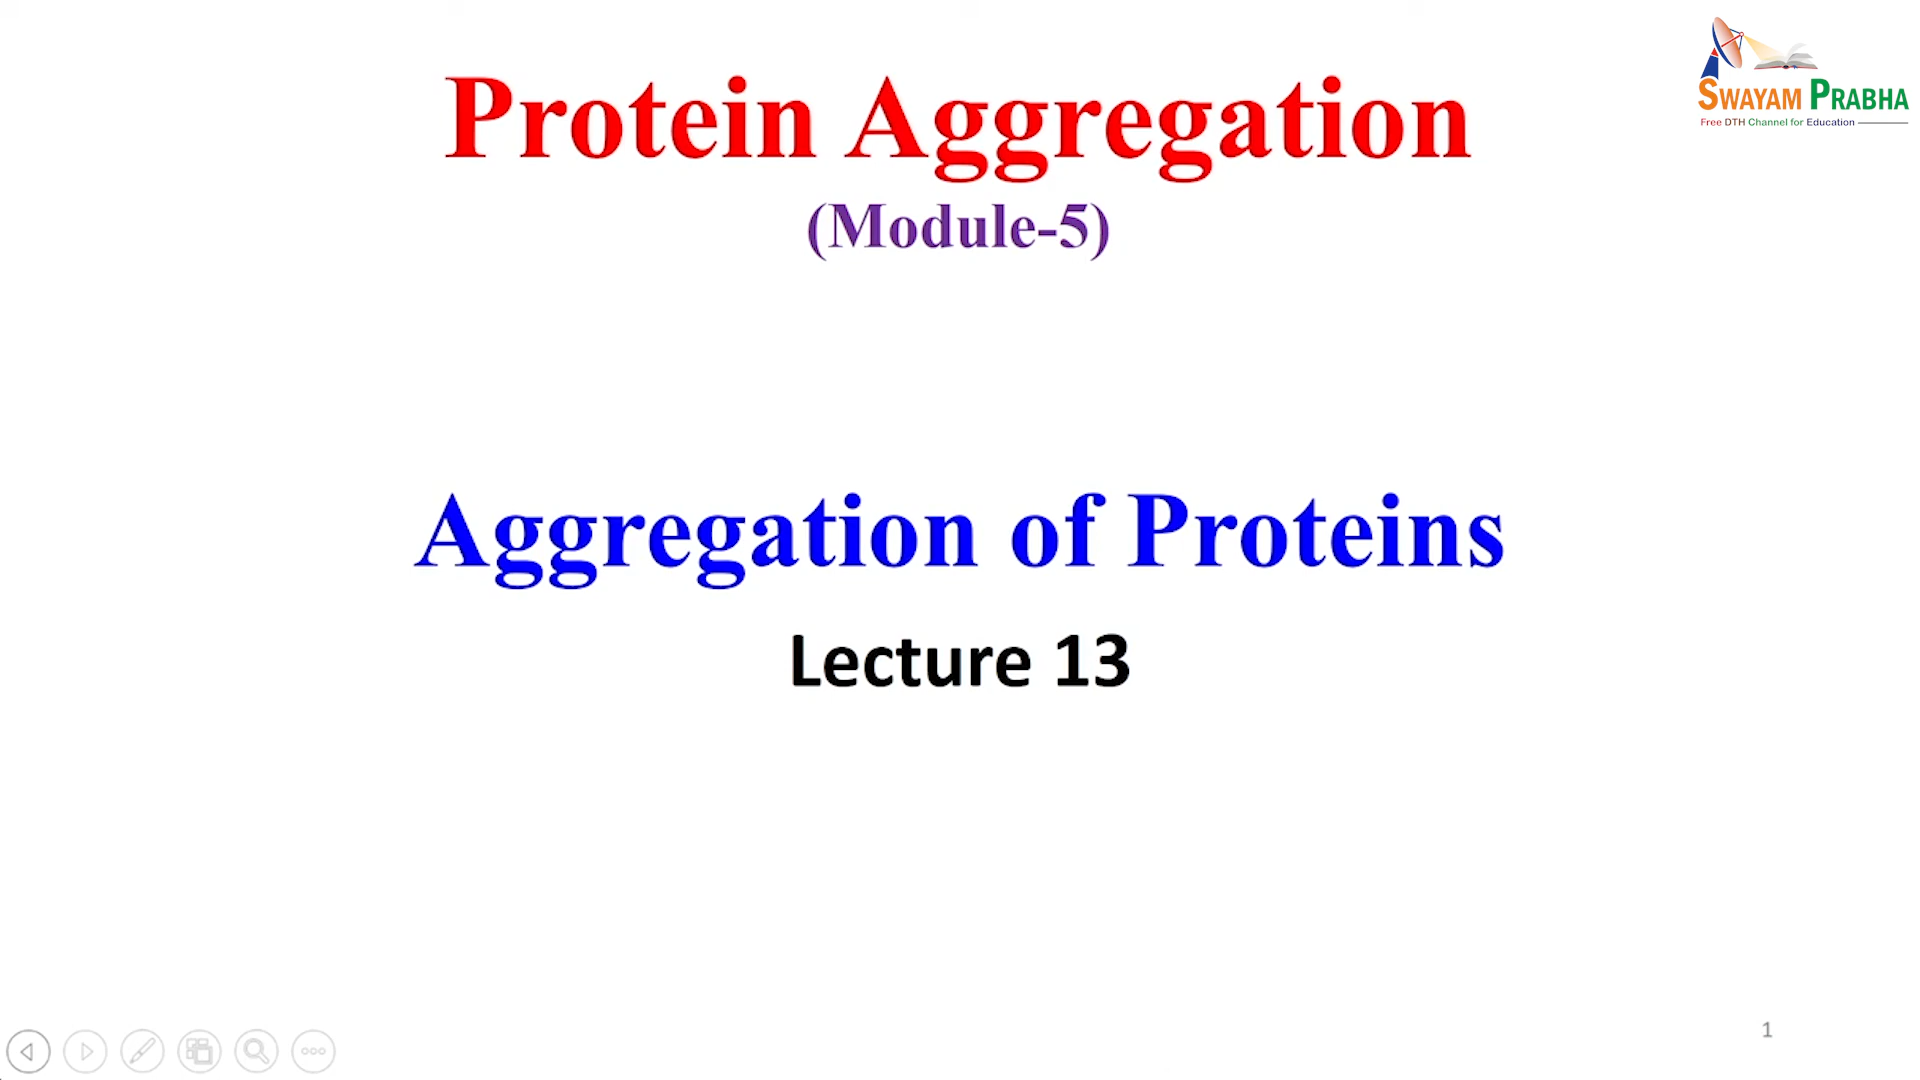 SWAYAM PRABHA
Free DTH Channel for Education
Protein Aggregation
(Module-5)
Aggregation of Proteins
Lecture 13
1